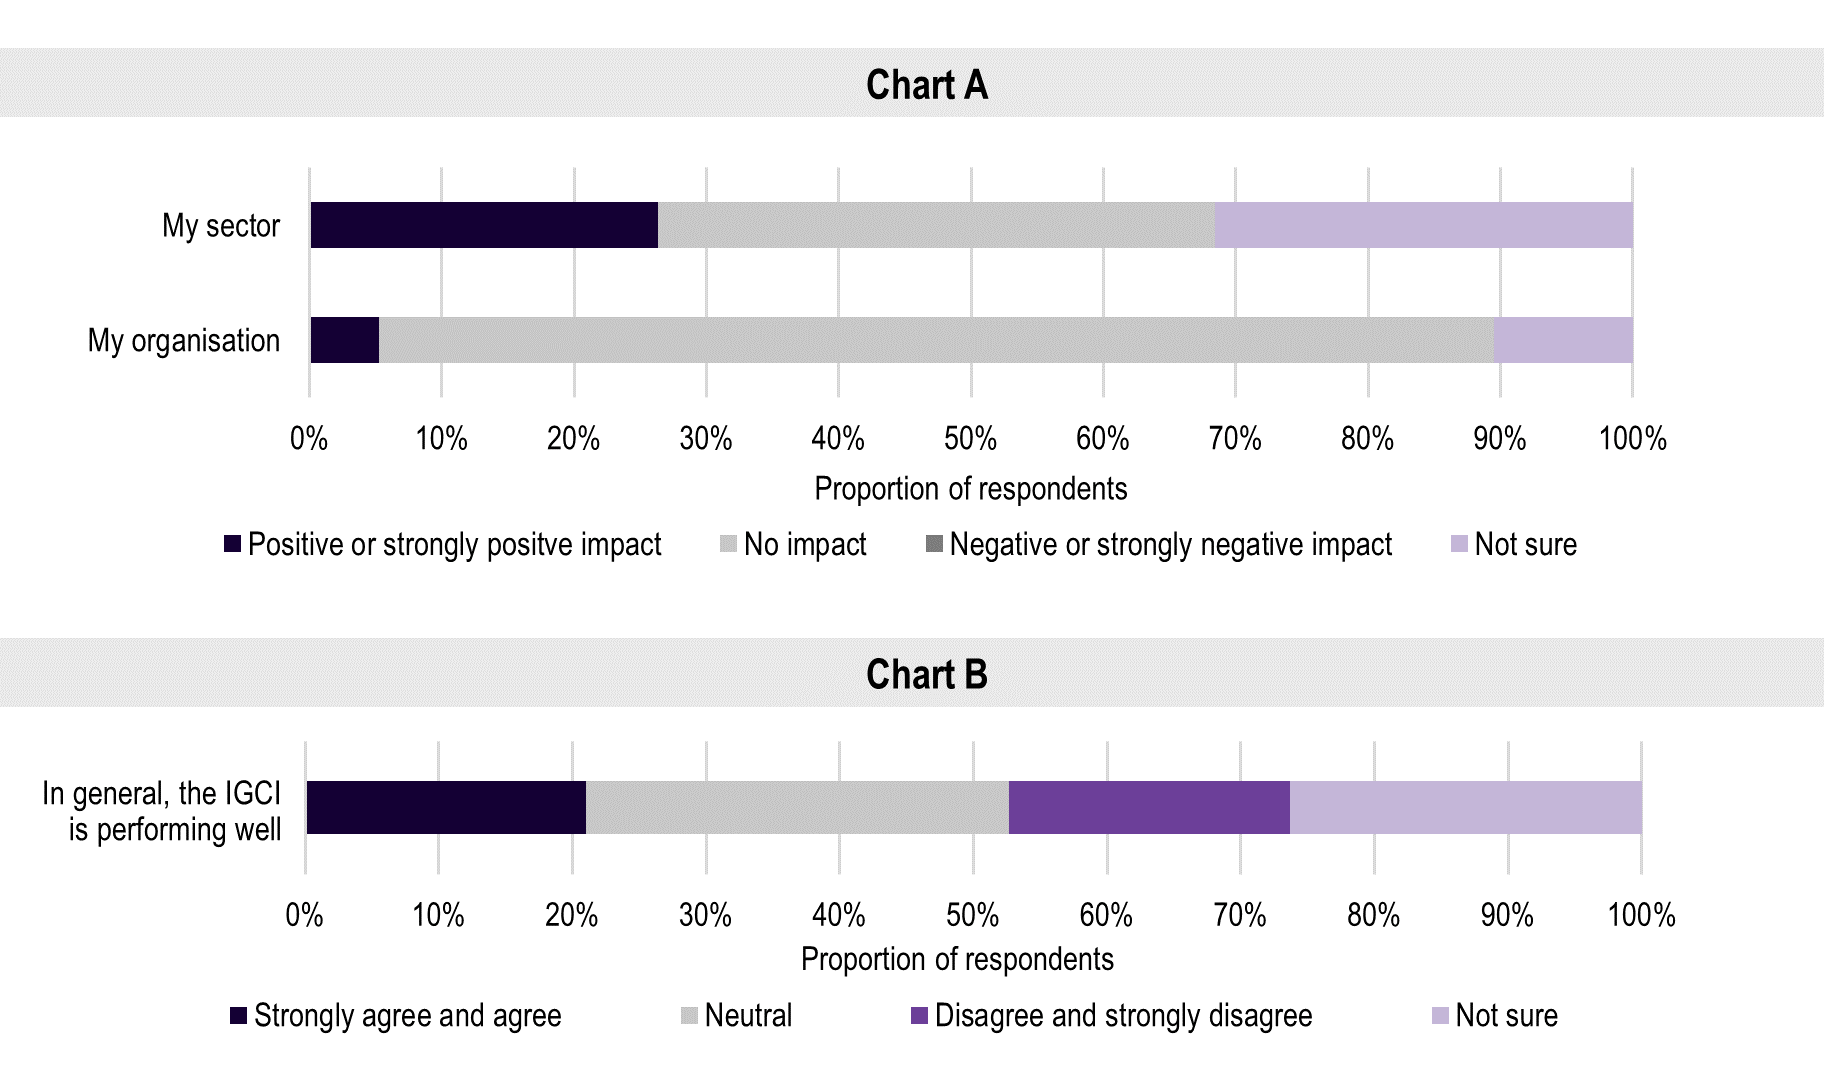 Chart A
My sector
My organisation
0% 10% 20% 30% 40% 50% 60% 70% 80% 90% 100%
Proportion of respondents
Positive or strongly positve impact No impact Negative or strongly negative impact Not sure
Chart B
In general, the IGCI
is performing well
0% 10% 20% 30% 40% 50% 60% 70% 80% 90% 100%
Proportion of respondents
Strongly agree and agree Neutral Disagree and strongly disagree Not sure